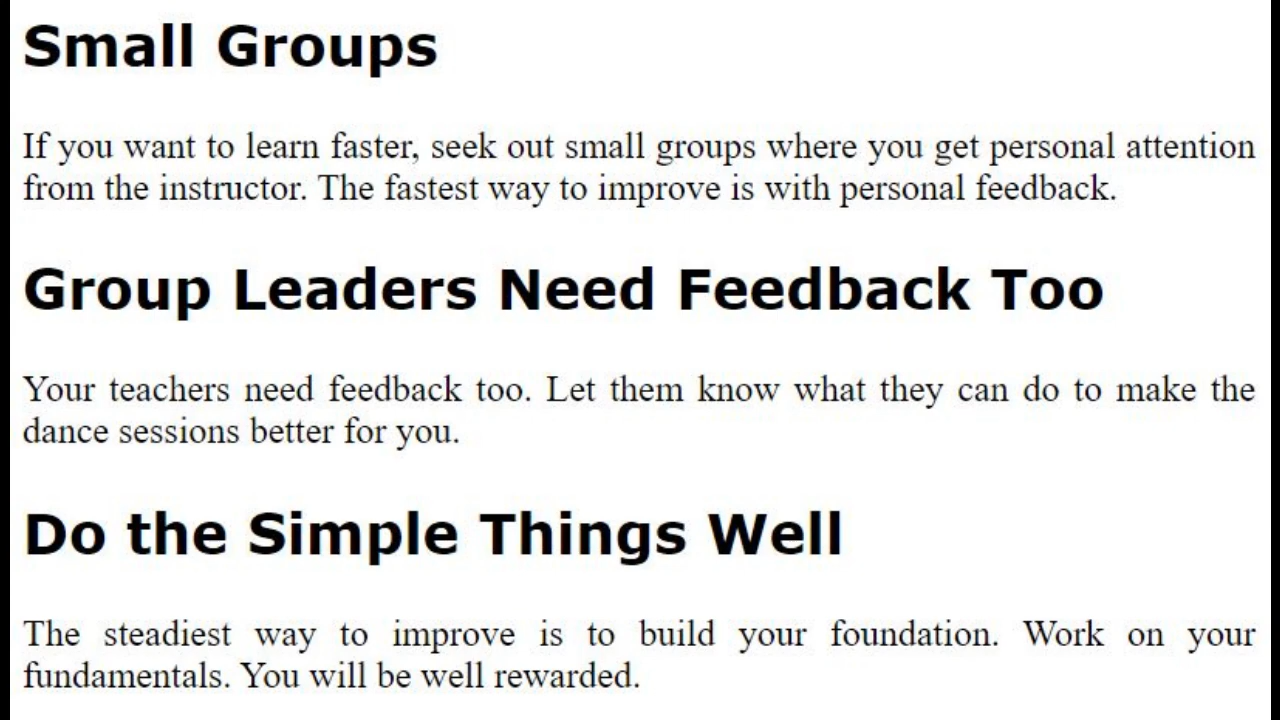 Small Groups
If you want to learn faster, seek out small groups where you get personal attention
from the instructor. The fastest way to improve is with personal feedback.
Group Leaders Need Feedback Too
Your teachers need feedback too. Let them know what they can do to make the
dance sessions better for you.
Do the Simple Things Well
The steadiest way to improve is to build your foundation. Work on your
fundamentals. You will be well rewarded.